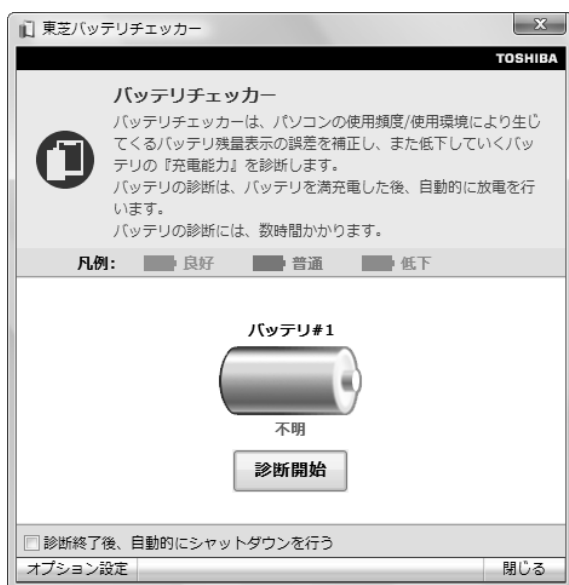 東芝バッテリチェッカー
TOSHIBA
バッテリチェッカー
バッテリチェッカーは、パソコンの使用頻度/使用環境により生じ
てくるバッテリ残量表示の誤差を補正し、また低下していくバッ
テリの『充電能力』を診断します。
バッテリの診断は、バッテリを満充電した後、自動的に放電を行
います。
バッテリの診断には、数時間かかります。
凡例: 良好 普通 低下
バッテリ#1
不明
診断開始
診断終了後、自動的にシャットダウンを行う
オプション設定 閉じる